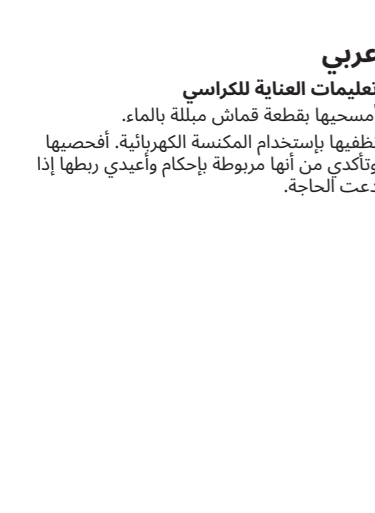 عربي
تعليمات العناية للكراسي
أمسحيها بقطعة قماش مبللة بالماء.
نظفيها بإستخدام المكنسة الكهربائية. أفحصيها
وتأكدي من أنها مربوطة بإحكام وأعيدي ربطها إذا
دعت الحاجة.